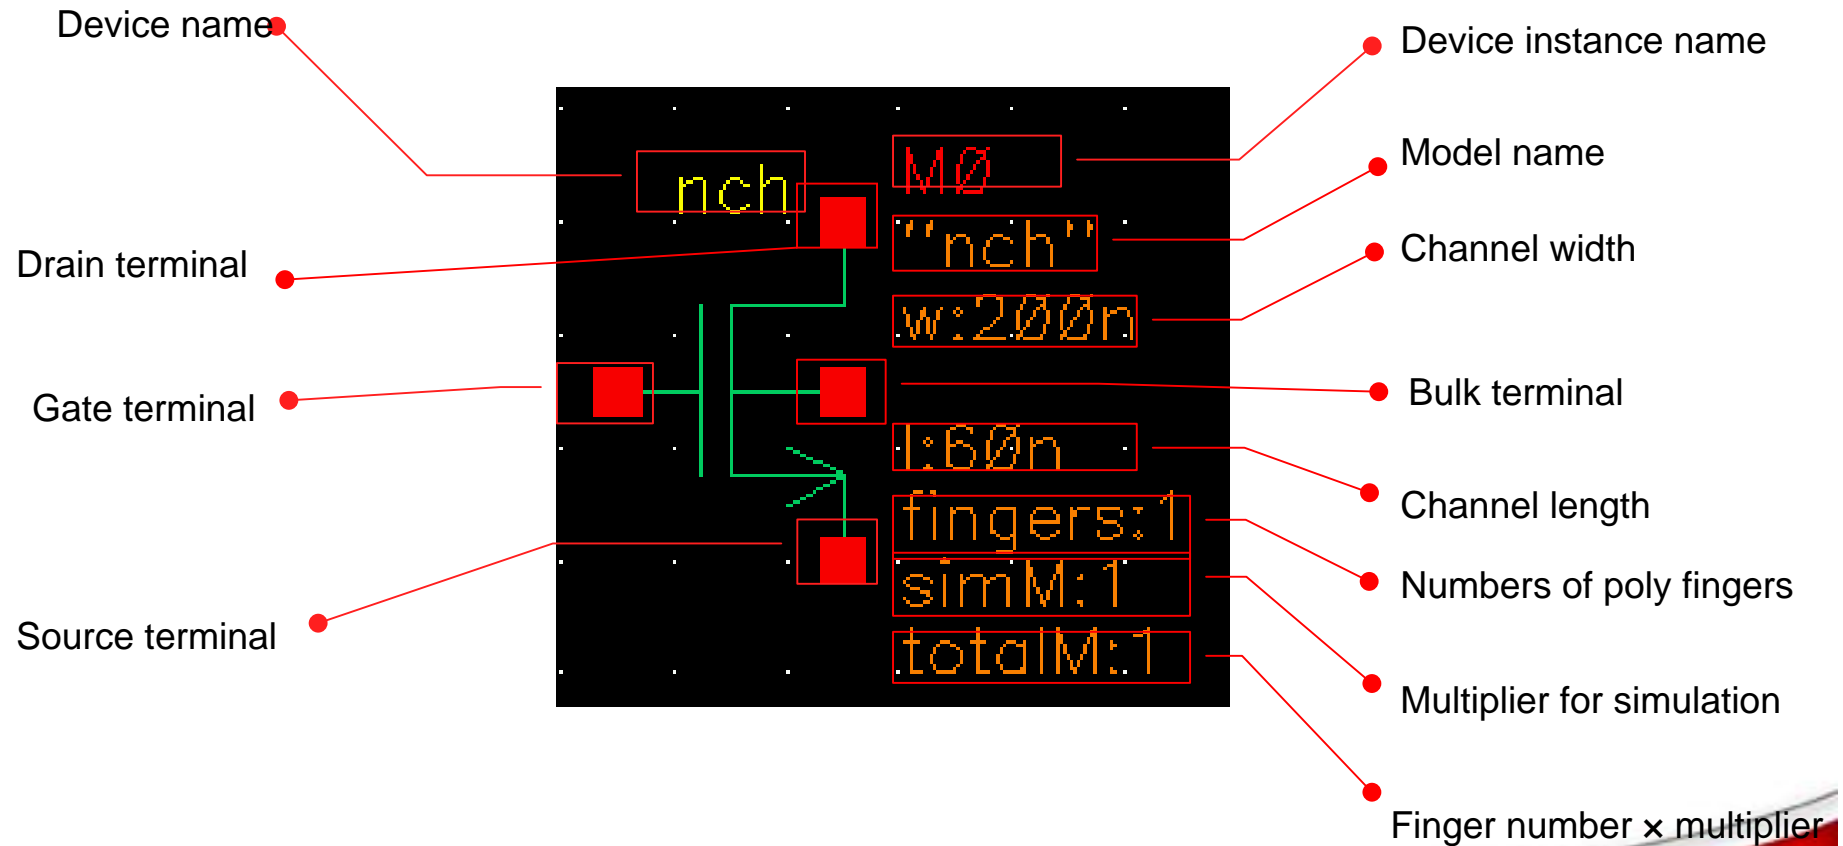 Device name
Device instance name
nch
M0
Model name
"nch"
Channel width
Drain terminal
w:200n
Gate terminal
Bulk terminal
l:60n
Channel length
fingers:1
Numbers of poly fingers
simM:1
Source terminal
totalM:1
Multiplier for simulation
Finger number × multiplier